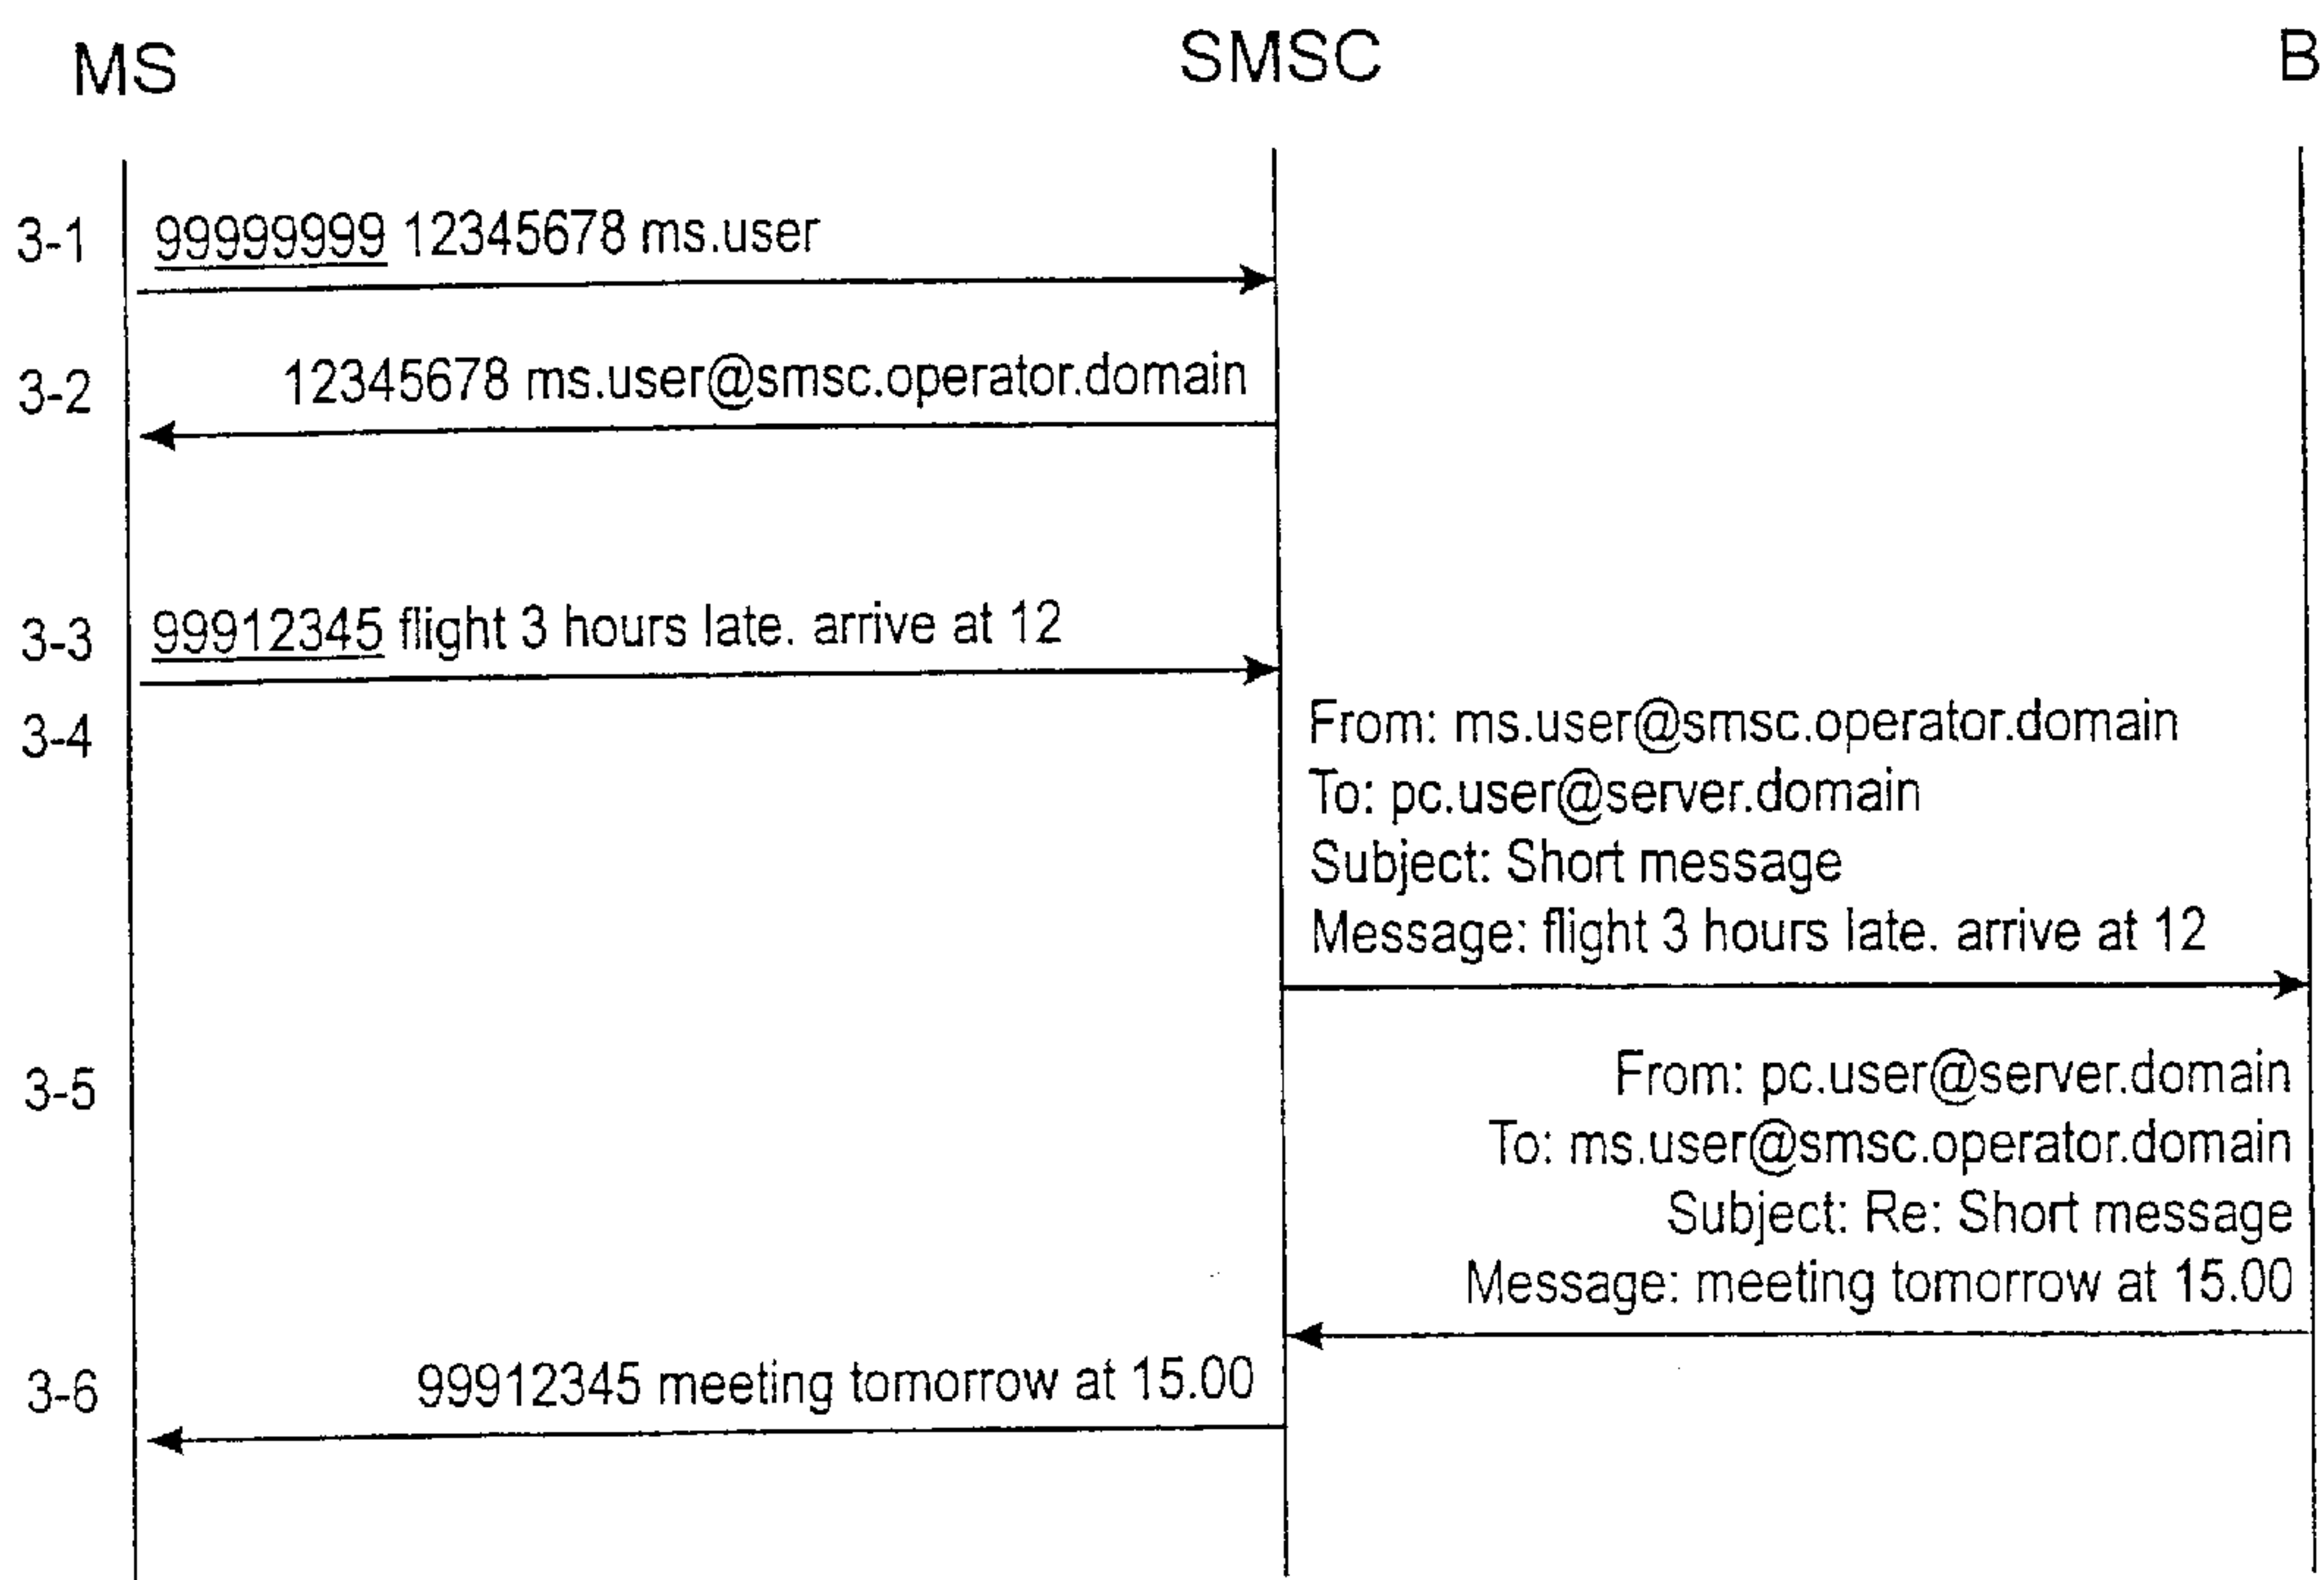 MS SMSC B
3-1 99999999 12345678 ms.user
3-2 12345678 ms.user@smsc.operator.domain
3-3 99912345 flight 3 hours late. arrive at 12
3-4 From: ms.user@smsc.operator.domain
To: pc.user@server.domain
Subject: Short message
Message: flight 3 hours late. arrive at 12
3-5 From: pc.user@server.domain
To: ms.user@smsc.operator.domain
Subject: Re: Short message
Message: meeting tomorrow at 15.00
3-6 99912345 meeting tomorrow at 15.00